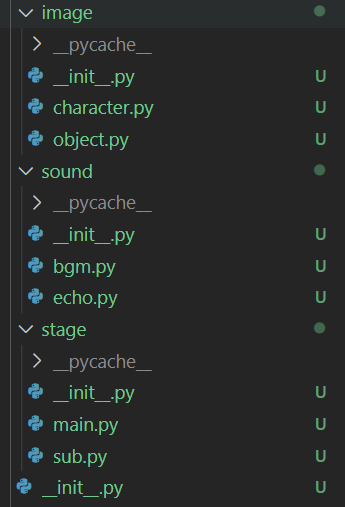 image
__pycache__
__init__.py U
character.py U
object.py U
sound
__pycache__
__init__.py U
bgm.py U
echo.py U
stage
__pycache__
__init__.py U
main.py U
sub.py U
__init__.py U